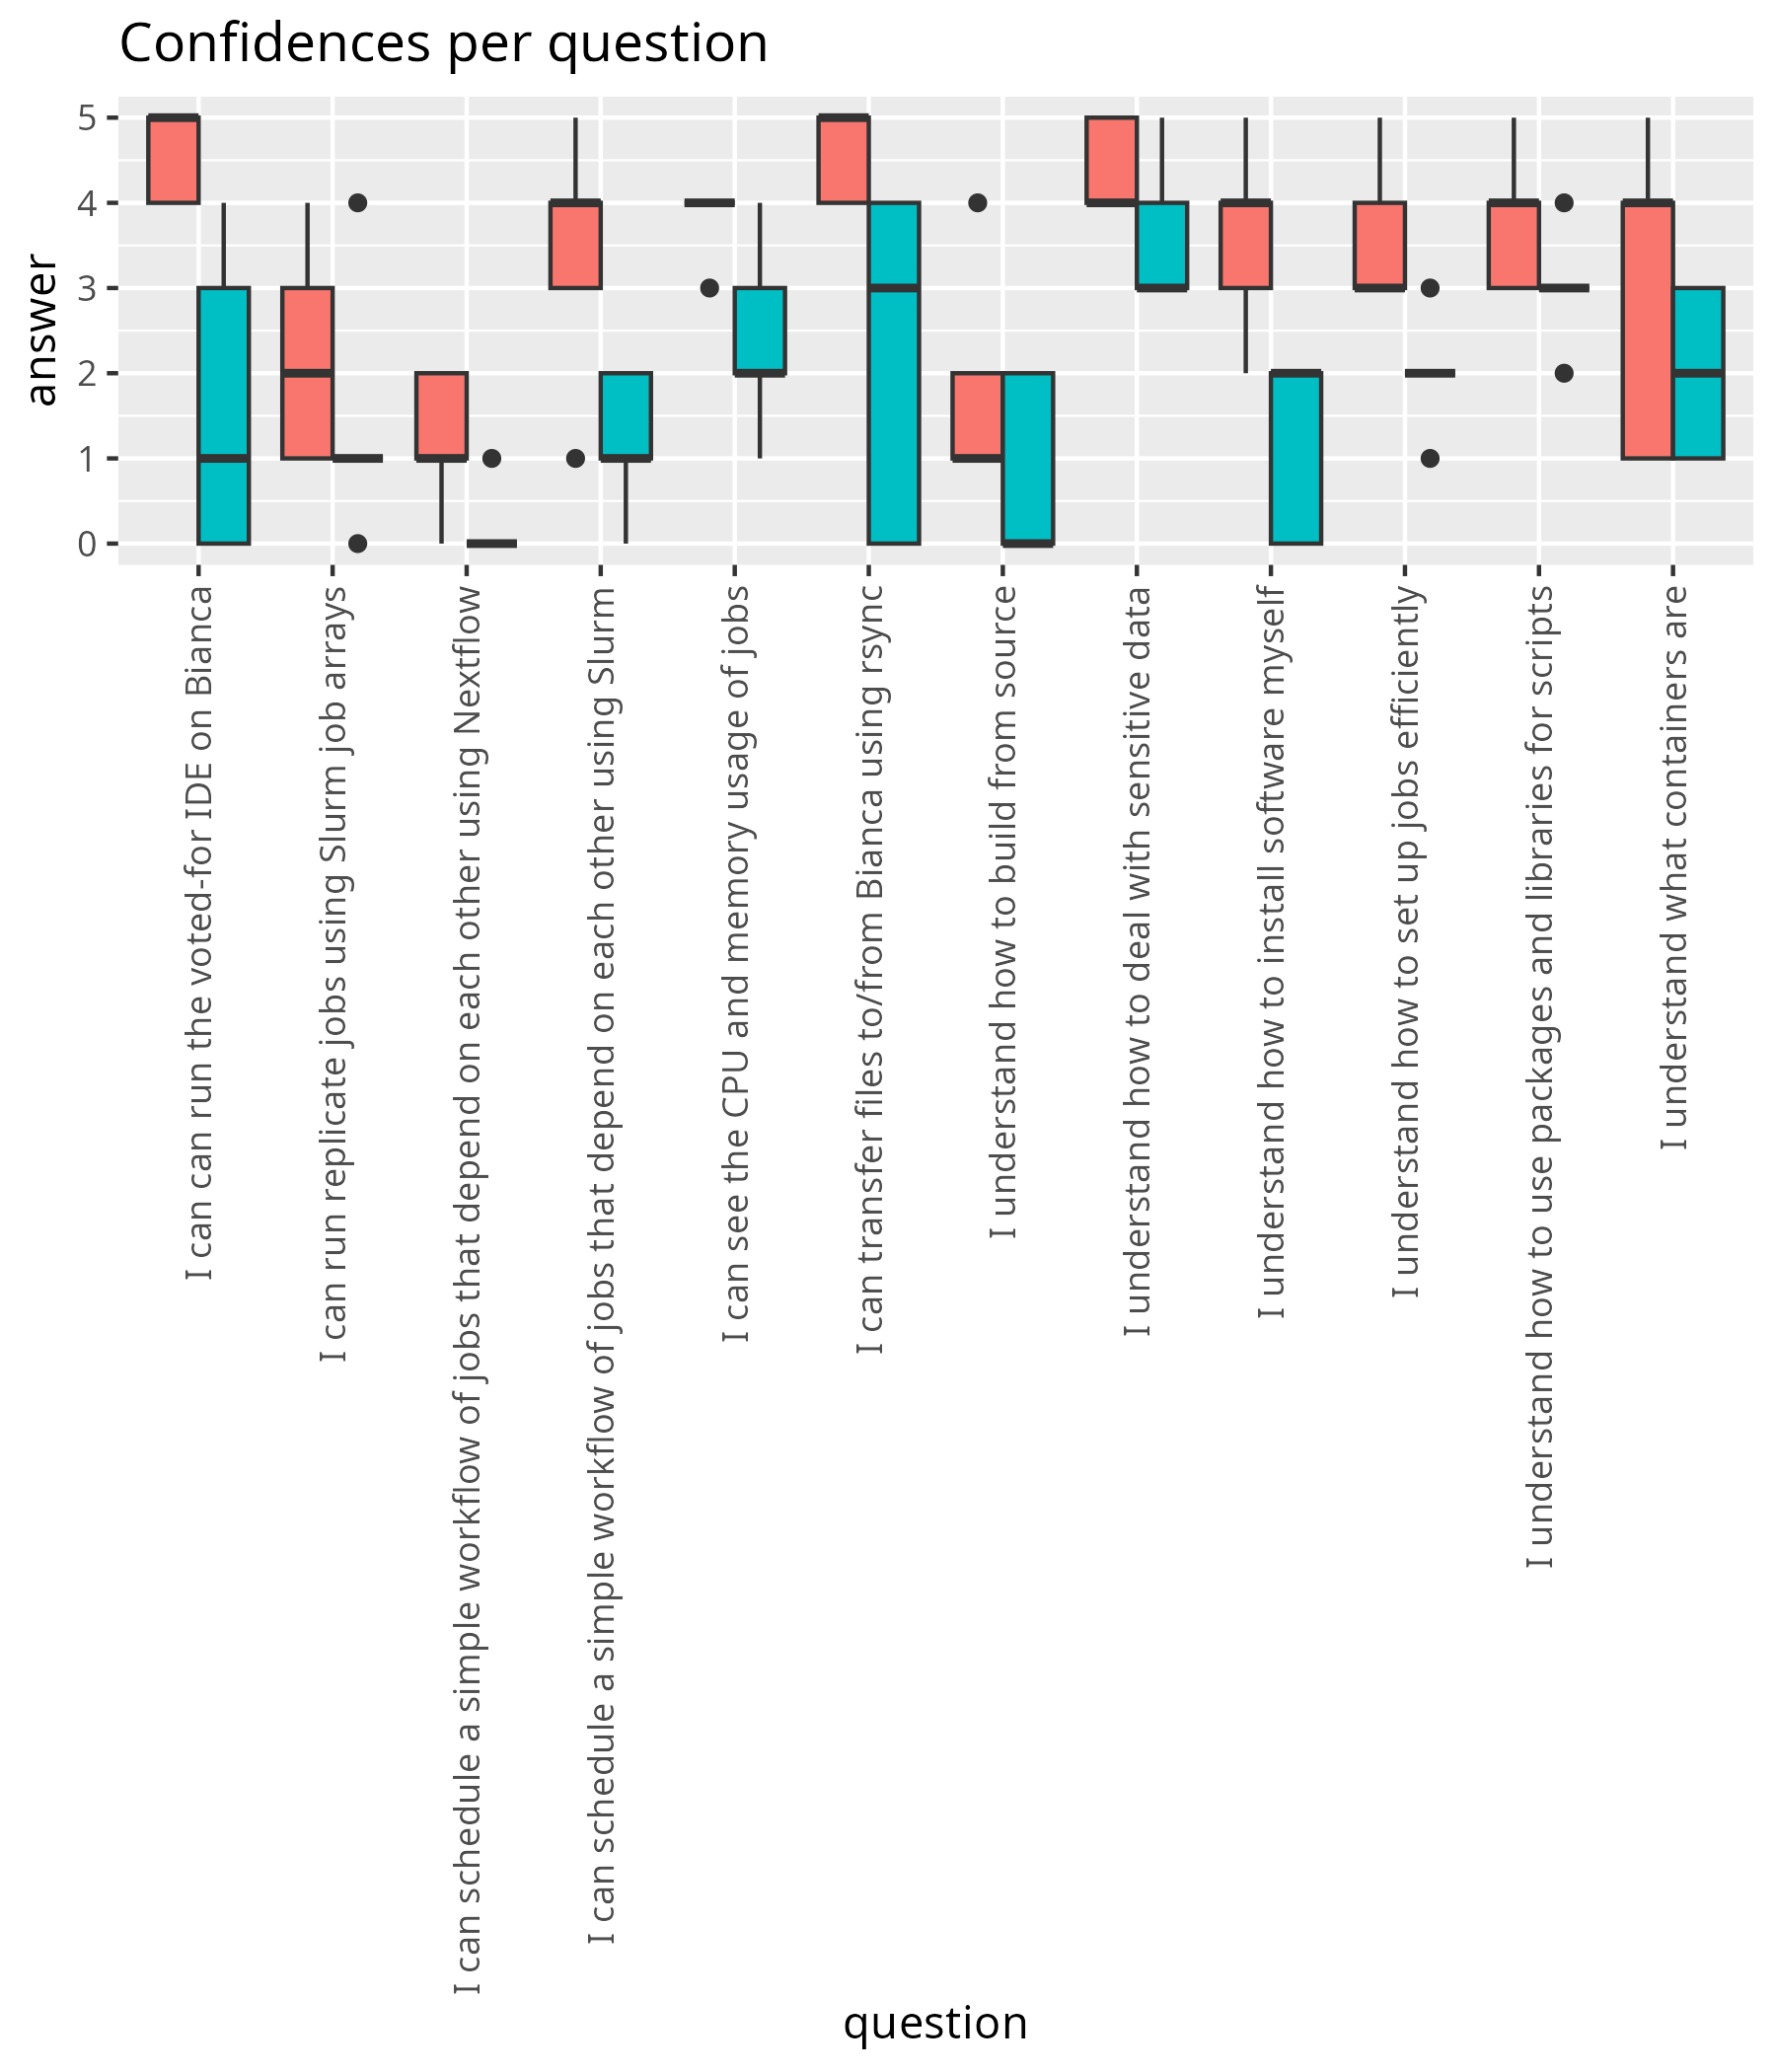 Confidences per question
answer
5
4
3
2
1
0
I can can run the voted-for IDE on Bianca
I can run replicate jobs using Slurm job arrays
I can schedule a simple workflow of jobs that depend on each other using Nextflow
I can schedule a simple workflow of jobs that depend on each other using Slurm
I can see the CPU and memory usage of jobs
I can transfer files to/from Bianca using rsync
I understand how to build from source
I understand how to deal with sensitive data
I understand how to install software myself
I understand how to set up jobs efficiently
I understand how to use packages and libraries for scripts
I understand what containers are
question